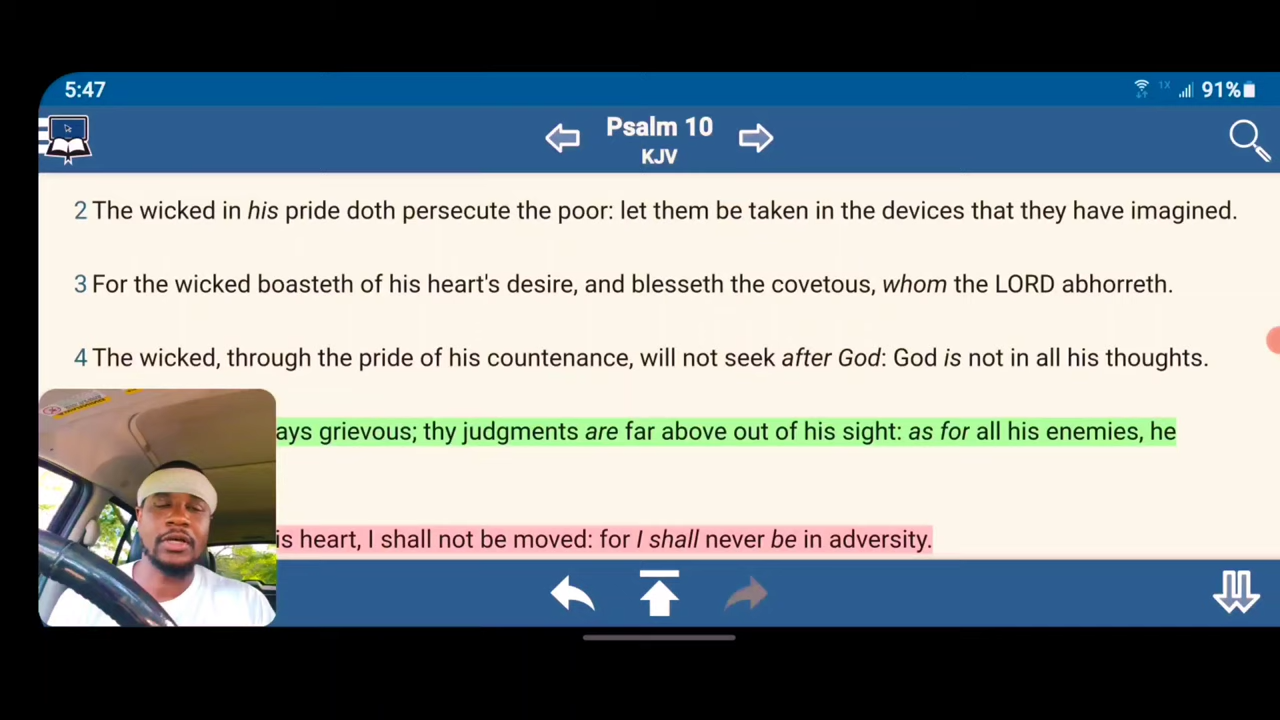 5:47
1X
91%
Psalm 10
KJV
2 The wicked in his pride doth persecute the poor: let them be taken in the devices that they have imagined.
3 For the wicked boasteth of his heart's desire, and blesseth the covetous, whom the LORD abhorreth.
4 The wicked, through the pride of his countenance, will not seek after God: God is not in all his thoughts.
ays grievous; thy judgments are far above out of his sight: as for all his enemies, he
is heart, I shall not be moved: for I shall never be in adversity.